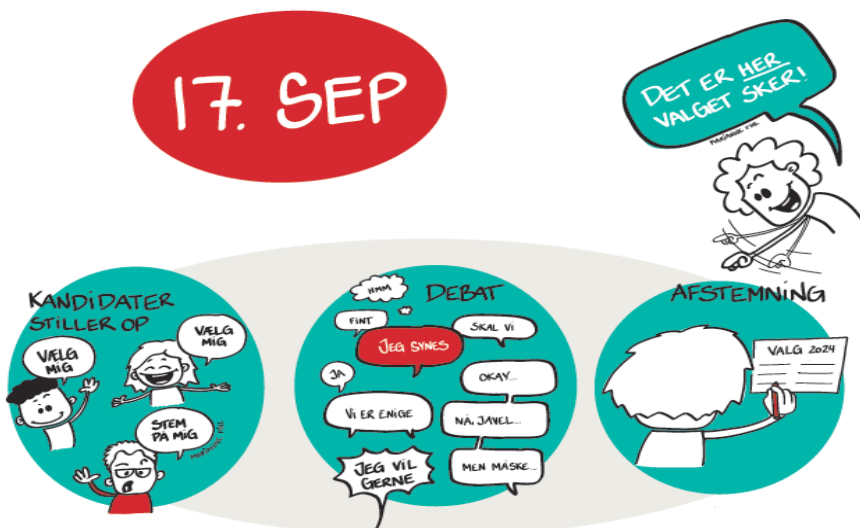 17. SEP
DET ER HER
VALGET SKER!
KANDIDATER
STILLER OP
VÆLG
MIG
VÆLG
MIG
STEM
PÅ MIG
DEBAT
HMM
FINT
JEG SYNES
SKAL VI
JA
OKAY...
VI ER ENIGE
NÅ, JAVEL...
JEG VIL
GERNE
MEN MÅSKE...
AFSTEMNING
VALG 2024